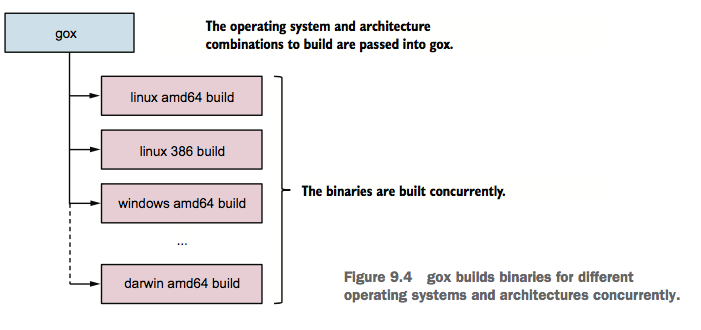 gox
The operating system and architecture
combinations to build are passed into gox.
linux amd64 build
linux 386 build
windows amd64 build
The binaries are built concurrently.
...
darwin amd64 build
Figure 9.4 gox builds binaries for different
operating systems and architectures concurrently.